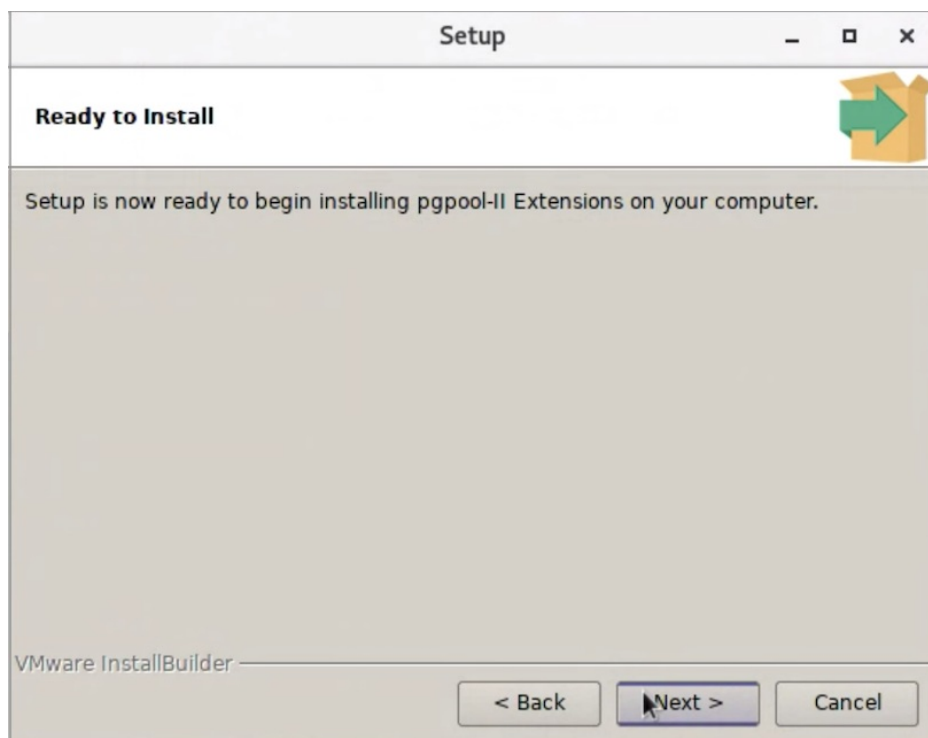 Setup
Ready to Install
Setup is now ready to begin installing pgpool-II Extensions on your computer.
VMware InstallBuilder
< Back
Next >
Cancel